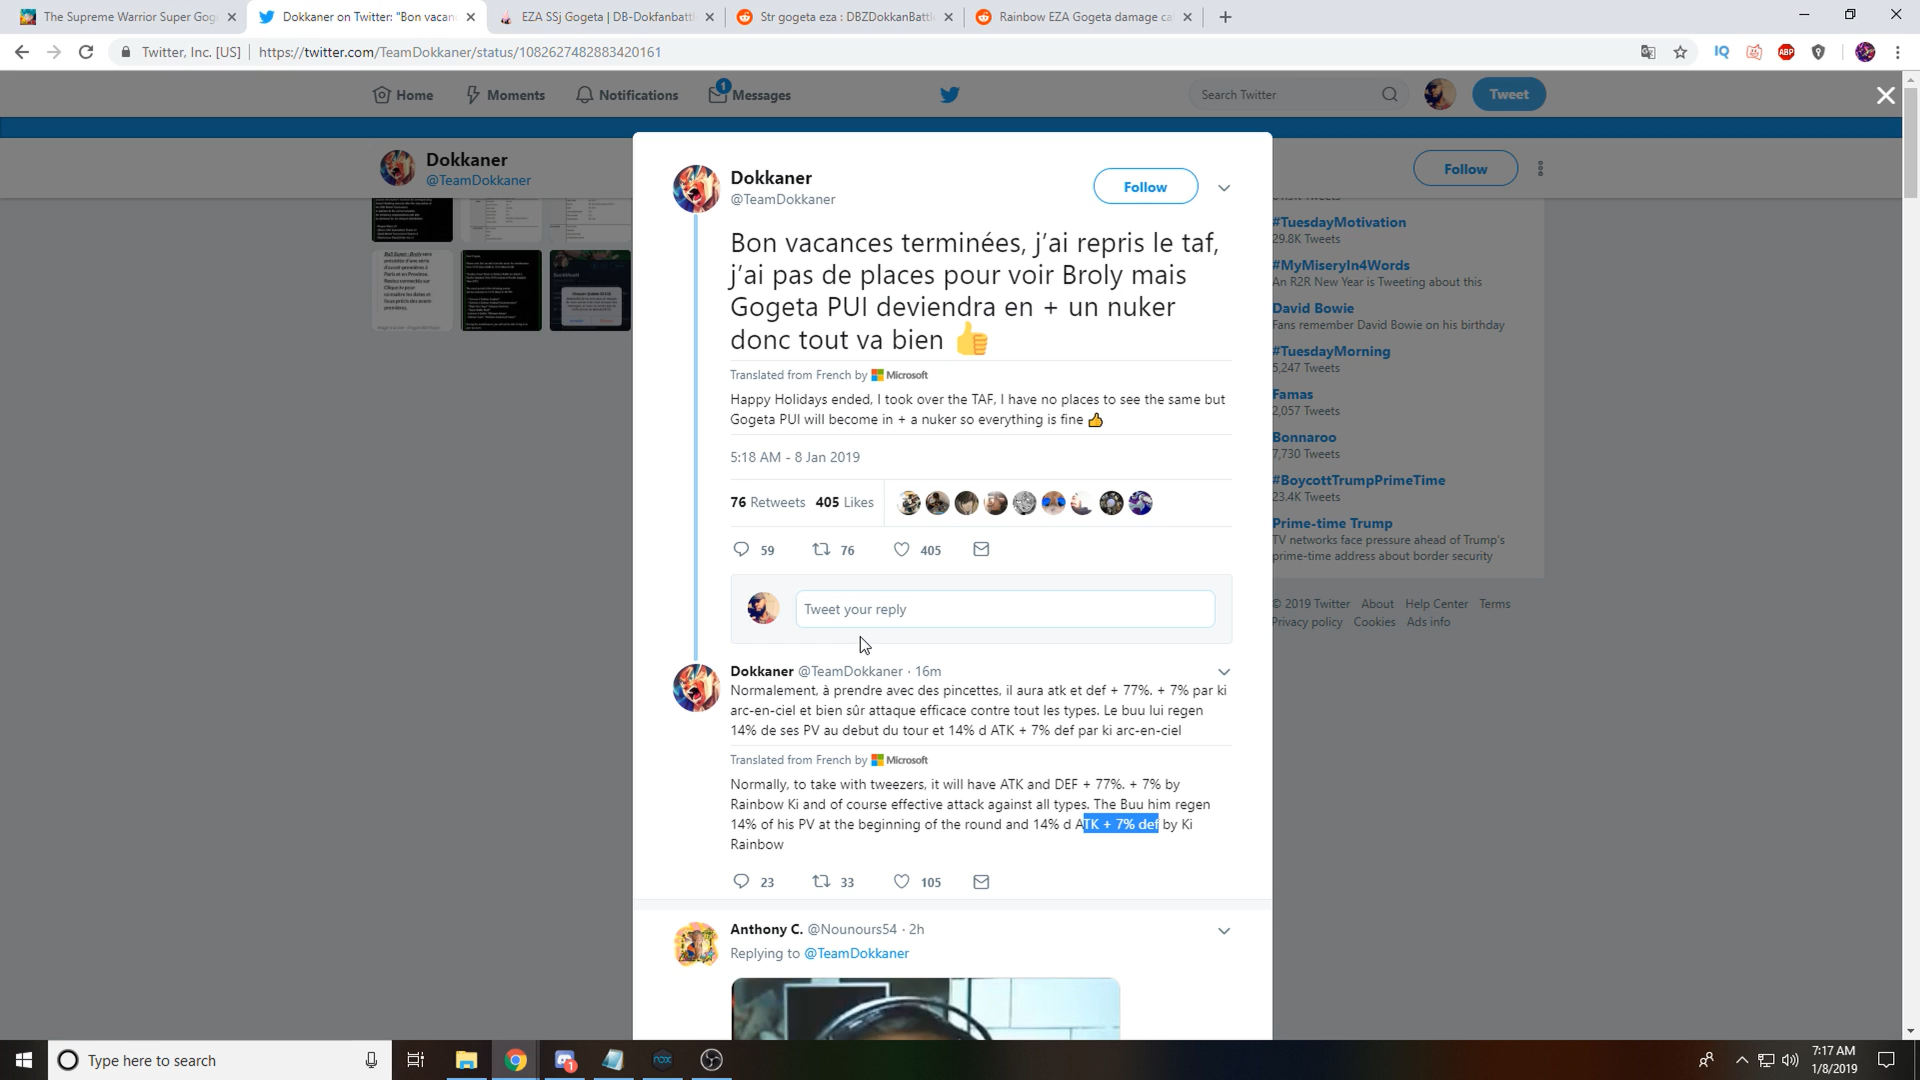 The Supreme Warrior Super Gog
Dokkaner on Twitter: "Bon vacan
EZA SSj Gogeta | DB-Dokfanbattl
Str gogeta eza : DBZDokkanBattl
Rainbow EZA Gogeta damage ca
Twitter, Inc. [US]
https://twitter.com/TeamDokkaner/status/1082627482883420161
IQ
ABP
Home
Moments
Notifications
1
Messages
Search Twitter
Tweet
Dokkaner
@TeamDokkaner
Follow
Dokkaner
@TeamDokkaner
Follow
Bon vacances terminées, j'ai repris le taf,
j'ai pas de places pour voir Broly mais
Gogeta PUI deviendra en + un nuker
donc tout va bien 👍
Translated from French by Microsoft
Happy Holidays ended, I took over the TAF, I have no places to see the same but
Gogeta PUI will become in + a nuker so everything is fine 👍
5:18 AM - 8 Jan 2019
76 Retweets 405 Likes
59
76
405
Tweet your reply
Dokkaner @TeamDokkaner · 16m
Normalement, à prendre avec des pincettes, il aura atk et def + 77%. + 7% par ki
arc-en-ciel et bien sûr attaque efficace contre tout les types. Le buu lui regen
14% de ses PV au debut du tour et 14% d ATK + 7% def par ki arc-en-ciel
Translated from French by Microsoft
Normally, to take with tweezers, it will have ATK and DEF + 77%. + 7% by
Rainbow Ki and of course effective attack against all types. The Buu him regen
14% of his PV at the beginning of the round and 14% d ATK + 7% def by Ki
Rainbow
23
33
105
Anthony C. @Nounours54 · 2h
Replying to @TeamDokkaner
#TuesdayMotivation
29.8K Tweets
#MyMiseryIn4Words
An R2R New Year is Tweeting about this
David Bowie
Fans remember David Bowie on his birthday
#TuesdayMorning
5,247 Tweets
Famas
2,057 Tweets
Bonnaroo
7,730 Tweets
#BoycottTrumpPrimeTime
23.4K Tweets
Prime-time Trump
TV networks face pressure ahead of Trump's
prime-time address about border security
© 2019 Twitter About Help Center Terms
Privacy policy Cookies Ads info
Type here to search
1
nox
7:17 AM
1/8/2019